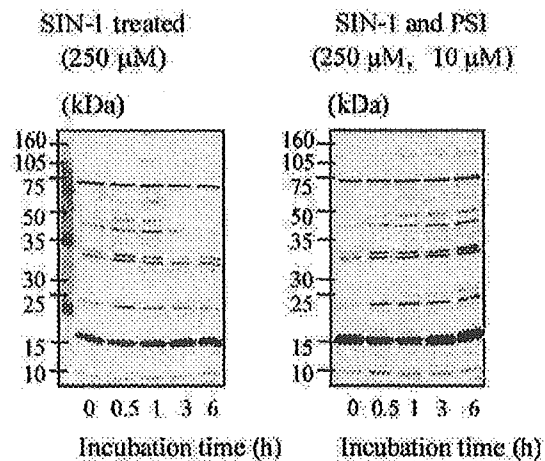 SIN-1 treated
(250 µM)
(kDa)
160
105
75
50
35
30
25
15
10
0 0.5 1 3 6
Incubation time (h)
SIN-1 and PSI
(250 µM, 10 µM)
(kDa)
160
105
75
50
35
30
25
15
10
0 0.5 1 3 6
Incubation time (h)